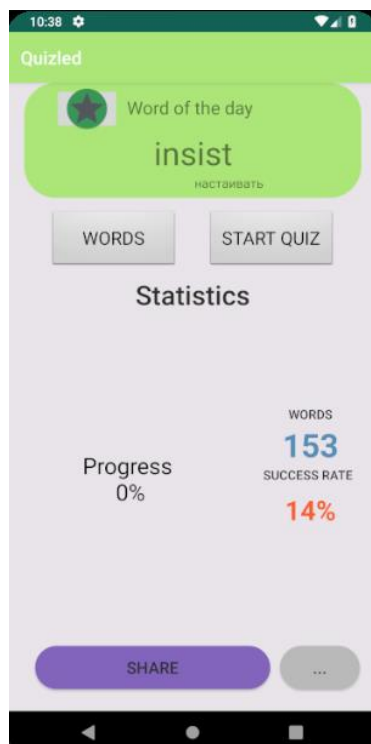 10:38
Quizled
Word of the day
insist
настаивать
WORDS
START QUIZ
Statistics
WORDS
153
SUCCESS RATE
14%
Progress
0%
SHARE
...